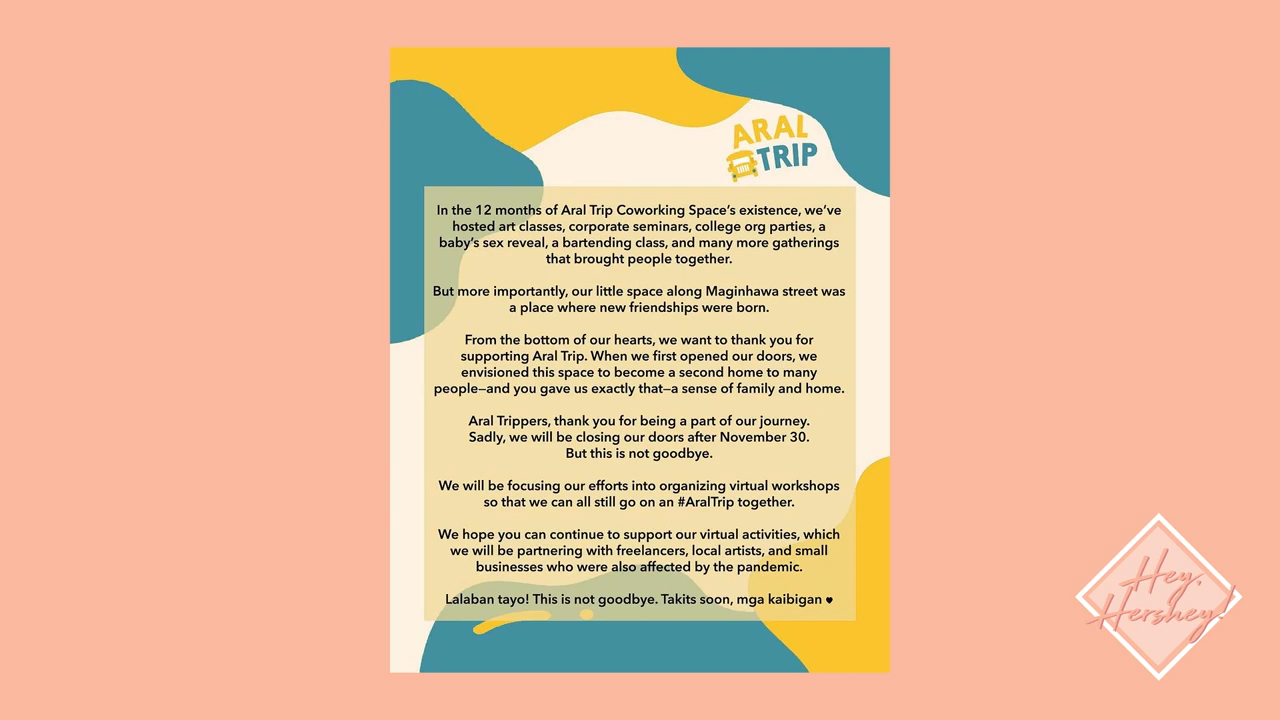 ARAL
TRIP
In the 12 months of Aral Trip Coworking Space's existence, we've
hosted art classes, corporate seminars, college org parties, a
baby's sex reveal, a bartending class, and many more gatherings
that brought people together.
But more importantly, our little space along Maginhawa street was
a place where new friendships were born.
From the bottom of our hearts, we want to thank you for
supporting Aral Trip. When we first opened our doors, we
envisioned this space to become a second home to many
people—and you gave us exactly that—a sense of family and home.
Aral Trippers, thank you for being a part of our journey.
Sadly, we will be closing our doors after November 30.
But this is not goodbye.
We will be focusing our efforts into organizing virtual workshops
so that we can all still go on an #AralTrip together.
We hope you can continue to support our virtual activities, which
we will be partnering with freelancers, local artists, and small
businesses who were also affected by the pandemic.
Lalaban tayo! This is not goodbye. Takits soon, mga kaibigan ♥
Hey,
Hershey!